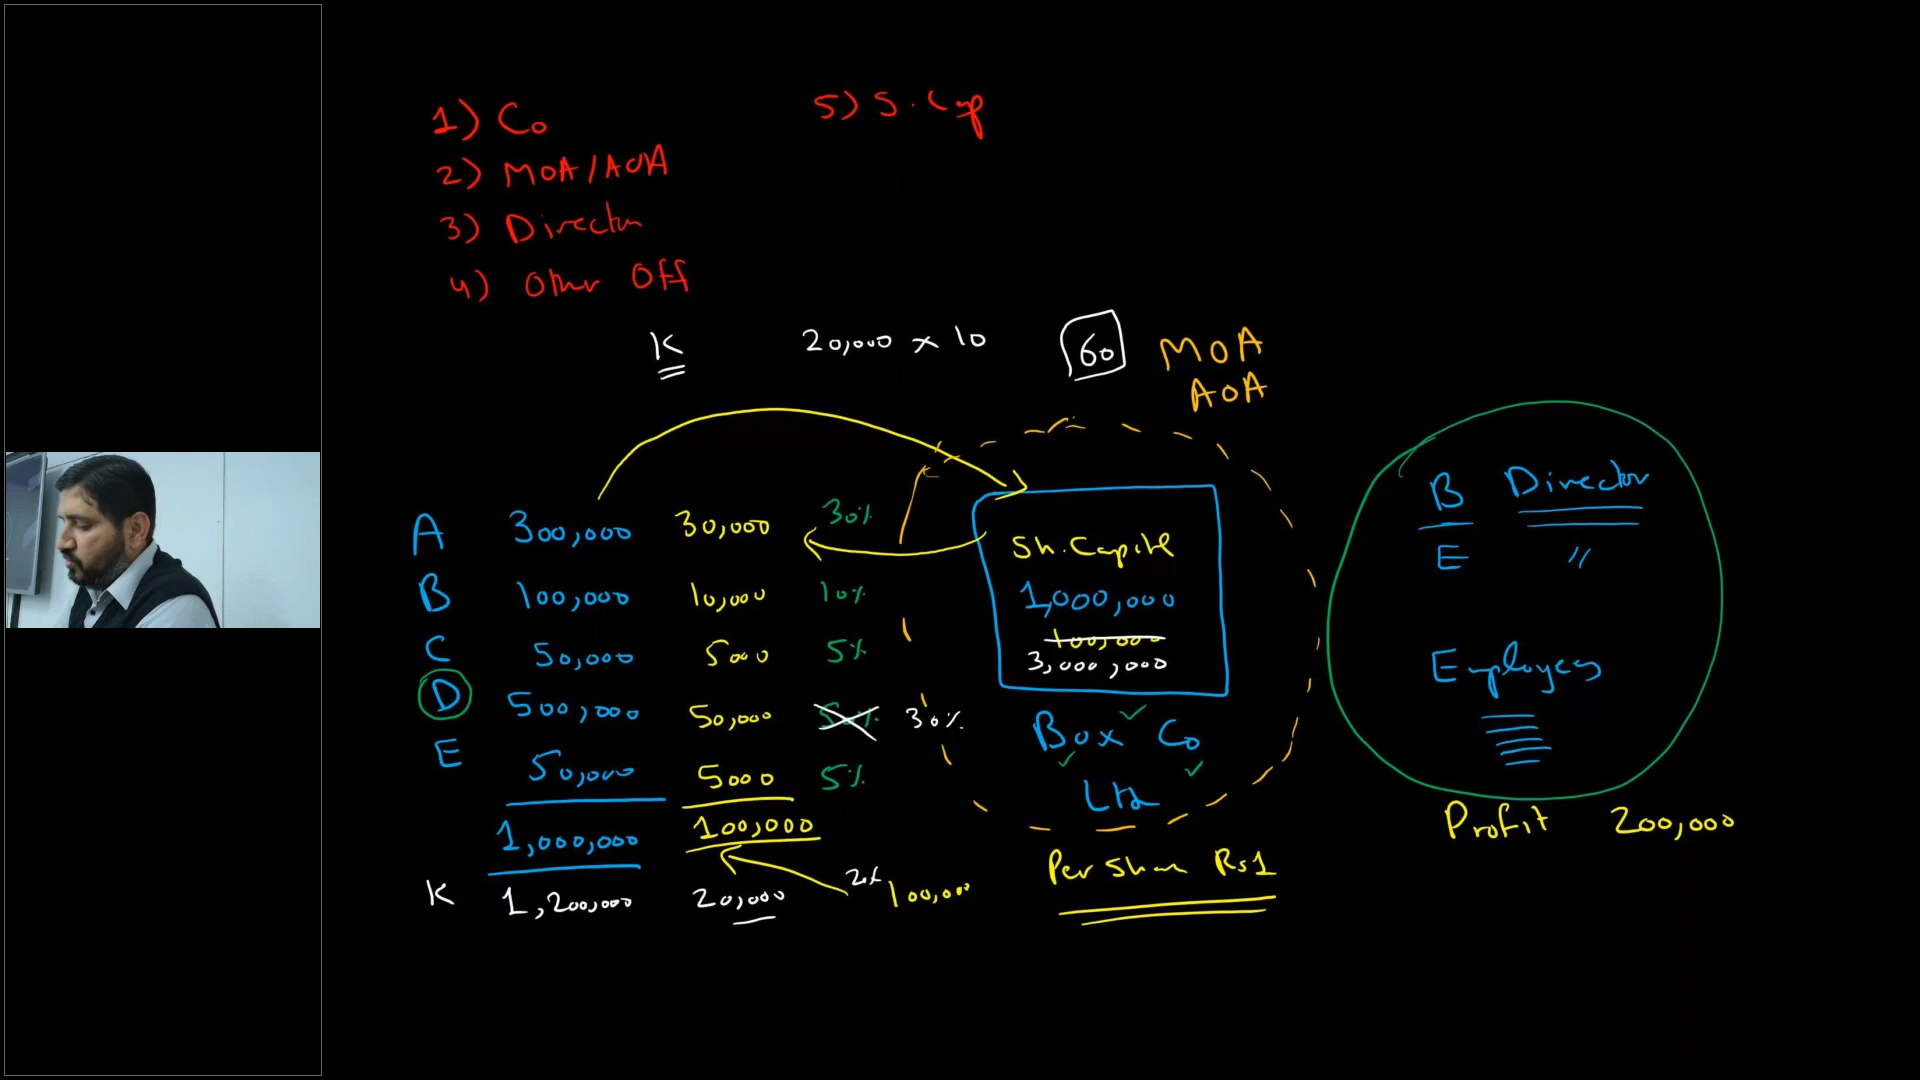 1) Co
2) MOA/AOA
3) Director
4) Other Off
5) S. Cap
K 20,000 x 10 60
MOA
AOA
A 300,000 30,000 30%
B 100,000 10,000 10%
C 50,000 5000 5%
D 500,000 50,000 50% 30%
E 50,000 5000 5%
1,000,000 100,000
K 1,200,000 20,000
20% 100,000
Sh. Capital
1,000,000
100,000
3,000,000
Box Co
Ltd
Per Share Rs1
B Director
E "
Employees
Profit 200,000